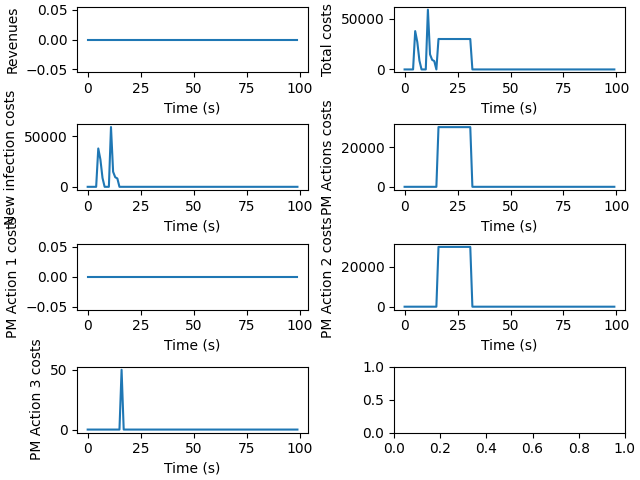 Revenues
0.05
0.00
−0.05
0 25 50 75 100
Time (s)
Total costs
50000
0
0 25 50 75 100
Time (s)
New infection costs
50000
0
0 25 50 75 100
Time (s)
PM Actions costs
20000
0
0 25 50 75 100
Time (s)
PM Action 1 costs
0.05
0.00
−0.05
0 25 50 75 100
Time (s)
PM Action 2 costs
20000
0
0 25 50 75 100
Time (s)
PM Action 3 costs
50
0
0 25 50 75 100
Time (s)
1.0
0.5
0.0
0.0 0.2 0.4 0.6 0.8 1.0